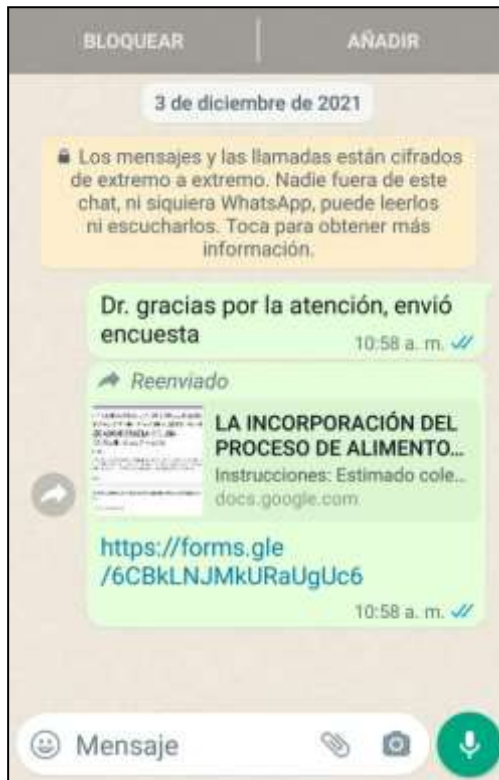 BLOQUEAR
AÑADIR
3 de diciembre de 2021
Los mensajes y las llamadas están cifrados
de extremo a extremo. Nadie fuera de este
chat, ni siquiera WhatsApp, puede leerlos
ni escucharlos. Toca para obtener más
información.
Dr. gracias por la atención, envió
encuesta
10:58 a. m.
Reenviado
LA INCORPORACIÓN DEL
PROCESO DE ALIMENTO...
Instrucciones: Estimado cole...
docs.google.com
https://forms.gle
/6CBkLNJMkURaUgUc6
10:58 a. m.
Mensaje